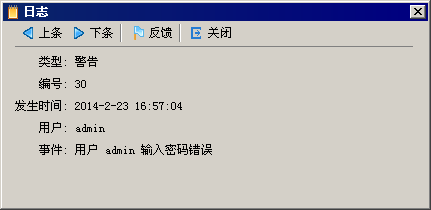 日志
上条 下条 反馈 关闭
类型: 警告
编号: 30
发生时间: 2014-2-23 16:57:04
用户: admin
事件: 用户 admin 输入密码错误